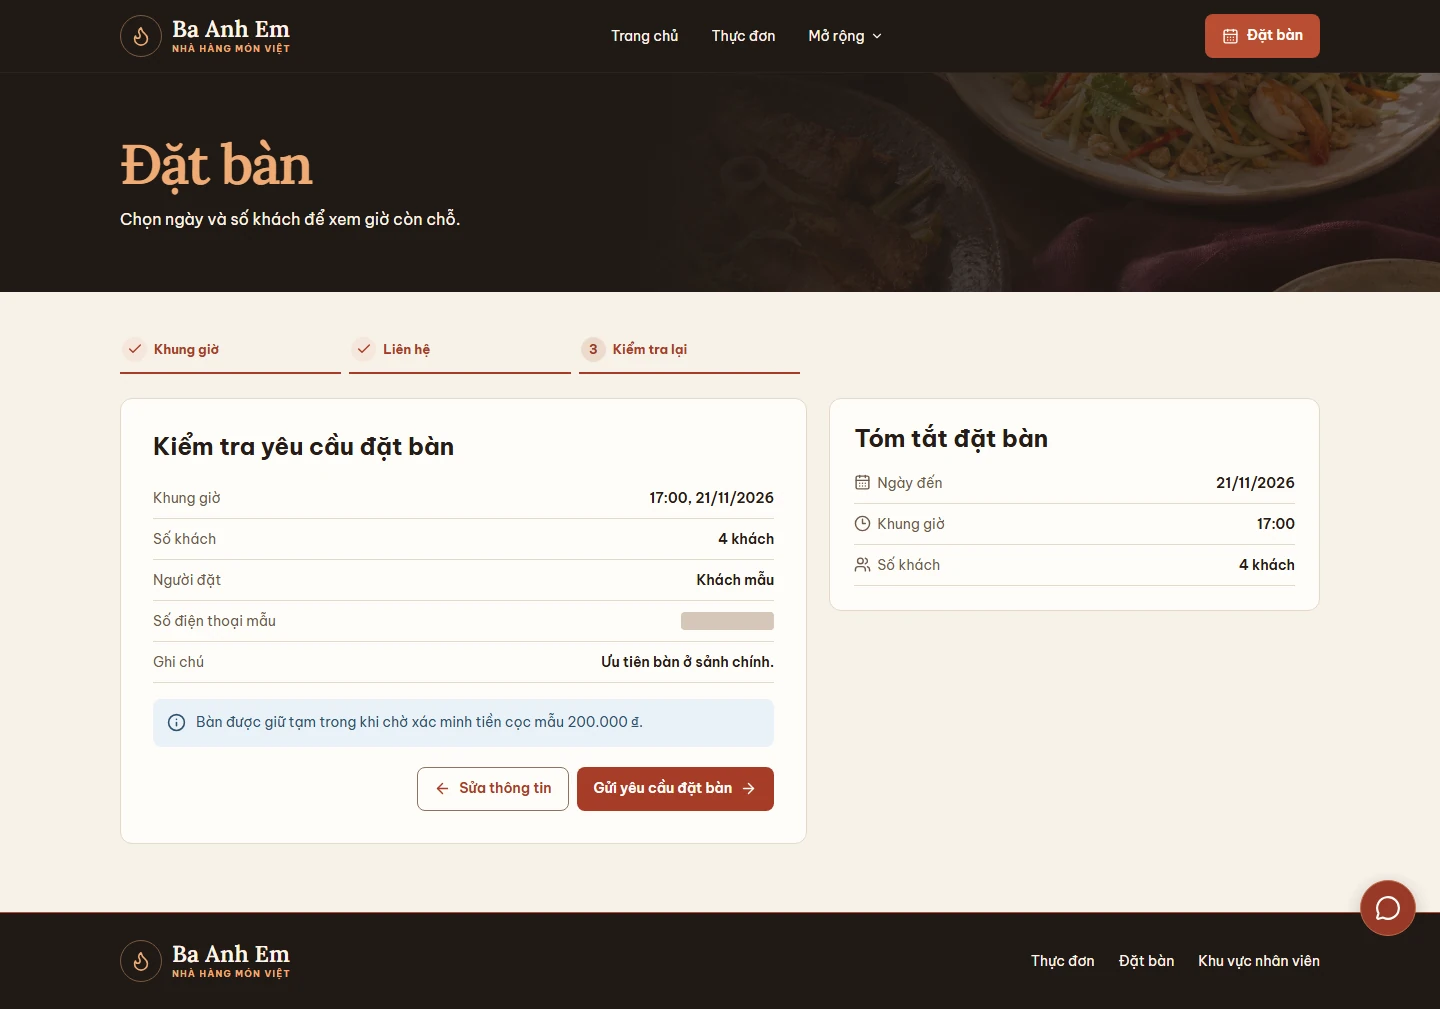 Ba Anh Em
NHÀ HÀNG MÓN VIỆT
Trang chủ
Thực đơn
Mở rộng
Đặt bàn
Đặt bàn
Chọn ngày và số khách để xem giờ còn chỗ.
Khung giờ
Liên hệ
3 Kiểm tra lại
Kiểm tra yêu cầu đặt bàn
Khung giờ 17:00, 21/11/2026
Số khách 4 khách
Người đặt Khách mẫu
Số điện thoại mẫu
Ghi chú Ưu tiên bàn ở sảnh chính.
Bàn được giữ tạm trong khi chờ xác minh tiền cọc mẫu 200.000 ₫.
Sửa thông tin
Gửi yêu cầu đặt bàn
Tóm tắt đặt bàn
Ngày đến 21/11/2026
Khung giờ 17:00
Số khách 4 khách
Ba Anh Em
NHÀ HÀNG MÓN VIỆT
Thực đơn
Đặt bàn
Khu vực nhân viên